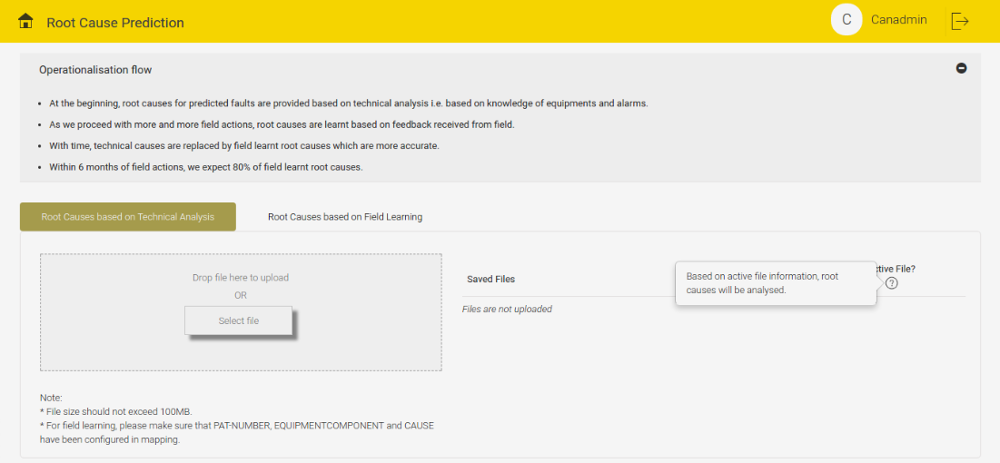 Root Cause Prediction
C
Canadmin
Operationalisation flow
At the beginning, root causes for predicted faults are provided based on technical analysis i.e. based on knowledge of equipments and alarms.
As we proceed with more and more field actions, root causes are learnt based on feedback received from field.
With time, technical causes are replaced by field learnt root causes which are more accurate.
Within 6 months of field actions, we expect 80% of field learnt root causes.
Root Causes based on Technical Analysis
Root Causes based on Field Learning
Drop file here to upload
OR
Select file
Note:
* File size should not exceed 100MB.
* For field learning, please make sure that PAT-NUMBER, EQUIPMENTCOMPONENT and CAUSE
have been configured in mapping.
Saved Files
Files are not uploaded
Based on active file information, root
causes will be analysed.
ctive File?
?